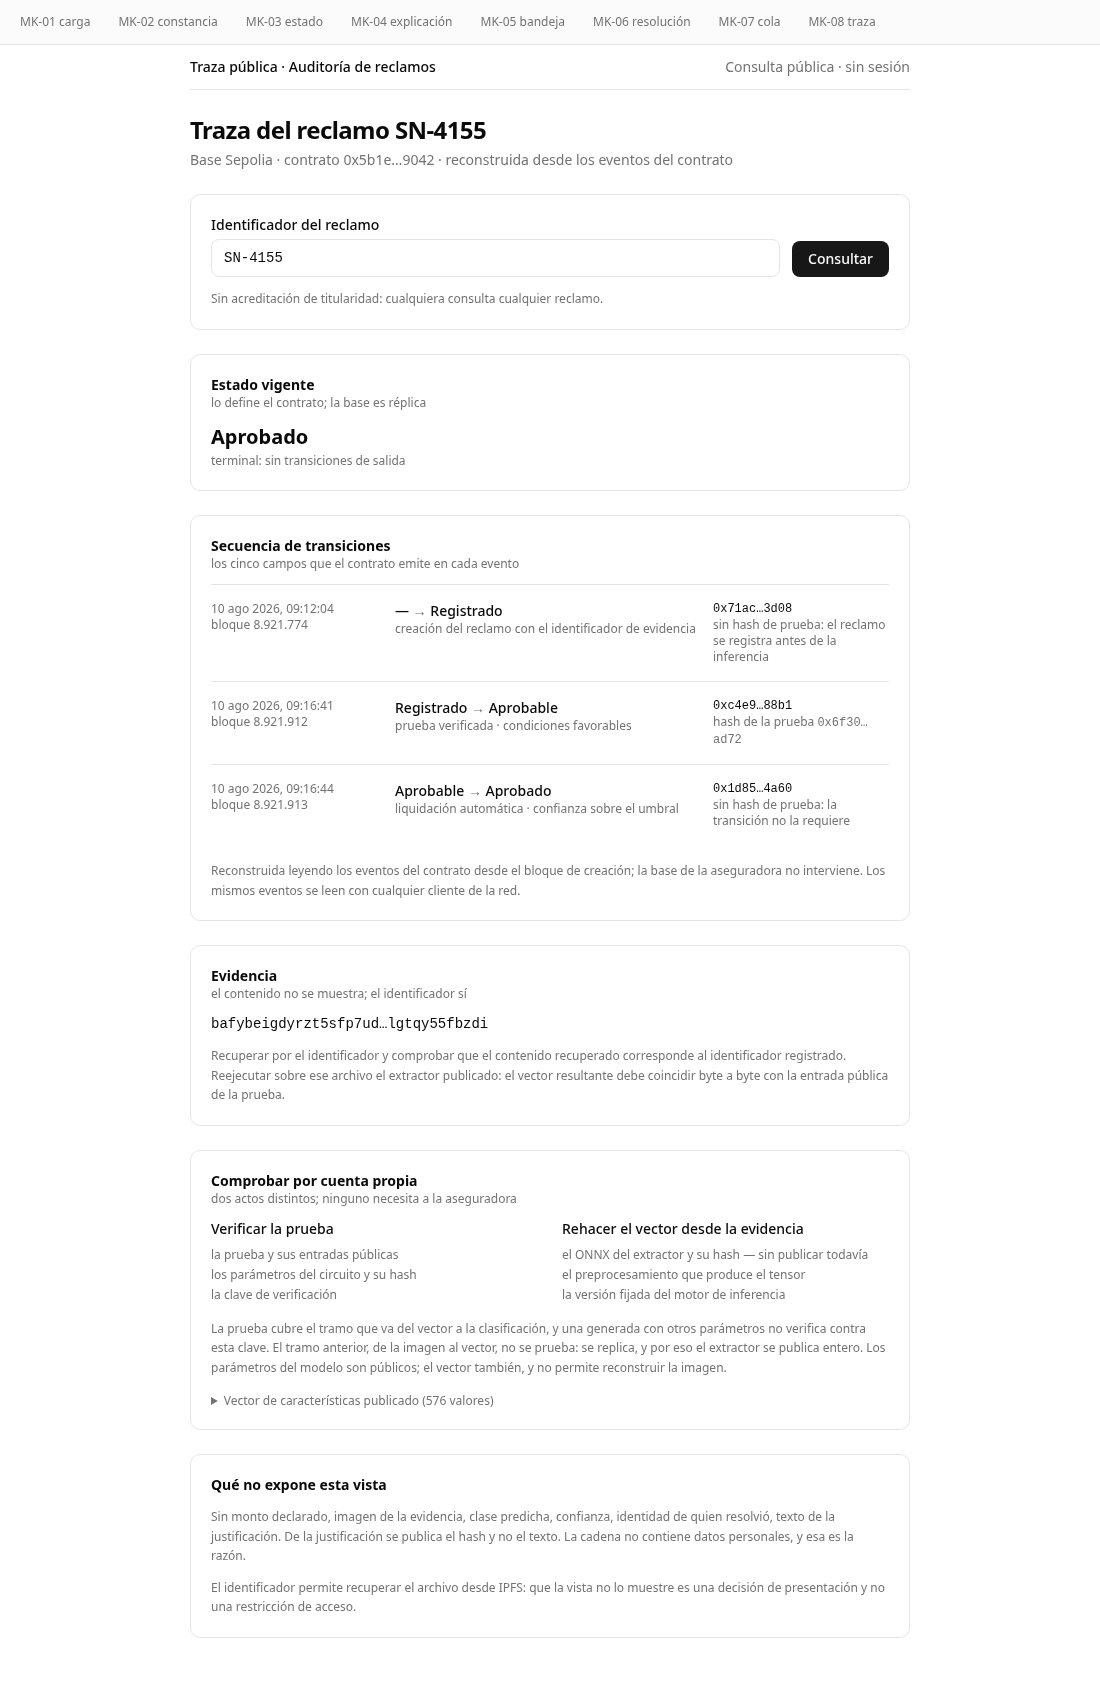 MK-01 carga MK-02 constancia MK-03 estado MK-04 explicación MK-05 bandeja MK-06 resolución MK-07 cola MK-08 traza
Traza pública · Auditoría de reclamos
Consulta pública · sin sesión
Traza del reclamo SN-4155
Base Sepolia · contrato 0x5b1e…9042 · reconstruida desde los eventos del contrato
Identificador del reclamo
SN-4155
Consultar
Sin acreditación de titularidad: cualquiera consulta cualquier reclamo.
Estado vigente
lo define el contrato; la base es réplica
Aprobado
terminal: sin transiciones de salida
Secuencia de transiciones
los cinco campos que el contrato emite en cada evento
10 ago 2026, 09:12:04
bloque 8.921.774
— → Registrado
creación del reclamo con el identificador de evidencia
0x71ac…3d08
sin hash de prueba: el reclamo
se registra antes de la
inferencia
10 ago 2026, 09:16:41
bloque 8.921.912
Registrado → Aprobable
prueba verificada · condiciones favorables
0xc4e9…88b1
hash de la prueba 0x6f30…
ad72
10 ago 2026, 09:16:44
bloque 8.921.913
Aprobable → Aprobado
liquidación automática · confianza sobre el umbral
0x1d85…4a60
sin hash de prueba: la
transición no la requiere
Reconstruida leyendo los eventos del contrato desde el bloque de creación; la base de la aseguradora no interviene. Los
mismos eventos se leen con cualquier cliente de la red.
Evidencia
el contenido no se muestra; el identificador sí
bafybeigdyrzt5sfp7ud…lgtqy55fbzdi
Recuperar por el identificador y comprobar que el contenido recuperado corresponde al identificador registrado.
Reejecutar sobre ese archivo el extractor publicado: el vector resultante debe coincidir byte a byte con la entrada pública
de la prueba.
Comprobar por cuenta propia
dos actos distintos; ninguno necesita a la aseguradora
Verificar la prueba
la prueba y sus entradas públicas
los parámetros del circuito y su hash
la clave de verificación
Rehacer el vector desde la evidencia
el ONNX del extractor y su hash — sin publicar todavía
el preprocesamiento que produce el tensor
la versión fijada del motor de inferencia
La prueba cubre el tramo que va del vector a la clasificación, y una generada con otros parámetros no verifica contra
esta clave. El tramo anterior, de la imagen al vector, no se prueba: se replica, y por eso el extractor se publica entero. Los
parámetros del modelo son públicos; el vector también, y no permite reconstruir la imagen.
▶ Vector de características publicado (576 valores)
Qué no expone esta vista
Sin monto declarado, imagen de la evidencia, clase predicha, confianza, identidad de quien resolvió, texto de la
justificación. De la justificación se publica el hash y no el texto. La cadena no contiene datos personales, y esa es la
razón.
El identificador permite recuperar el archivo desde IPFS: que la vista no lo muestre es una decisión de presentación y no
una restricción de acceso.